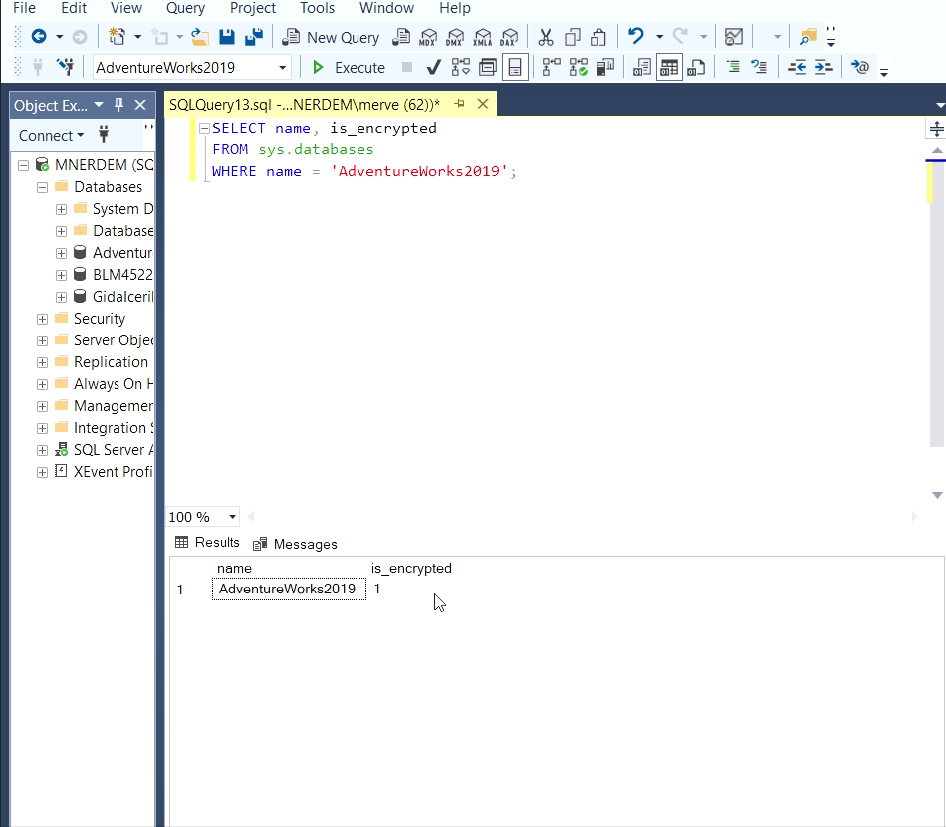 File Edit View Query Project Tools Window Help
New Query MDX DMX XMLA DAX
AdventureWorks2019 Execute
Object Ex...
SQLQuery13.sql -...NERDEM\merve (62))*
Connect
SELECT name, is_encrypted
FROM sys.databases
WHERE name = 'AdventureWorks2019';
MNERDEM (SQ
Databases
System D
Database
Adventur
BLM4522
Gidalceril
Security
Server Objec
Replication
Always On H
Managemer
Integration S
SQL Server A
XEvent Profi
100 %
Results Messages
name is_encrypted
1 AdventureWorks2019 1